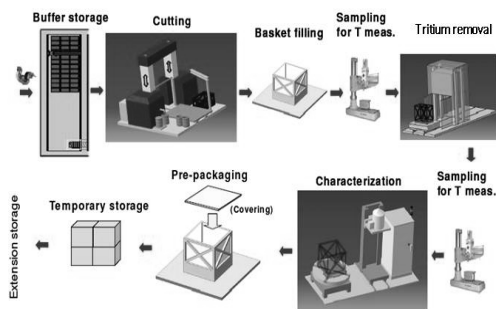 Buffer storage
Cutting
Basket filling
Sampling
for T meas.
Tritium removal
Sampling
for T meas.
Characterization
Pre-packaging
(Covering)
Temporary storage
Extension storage